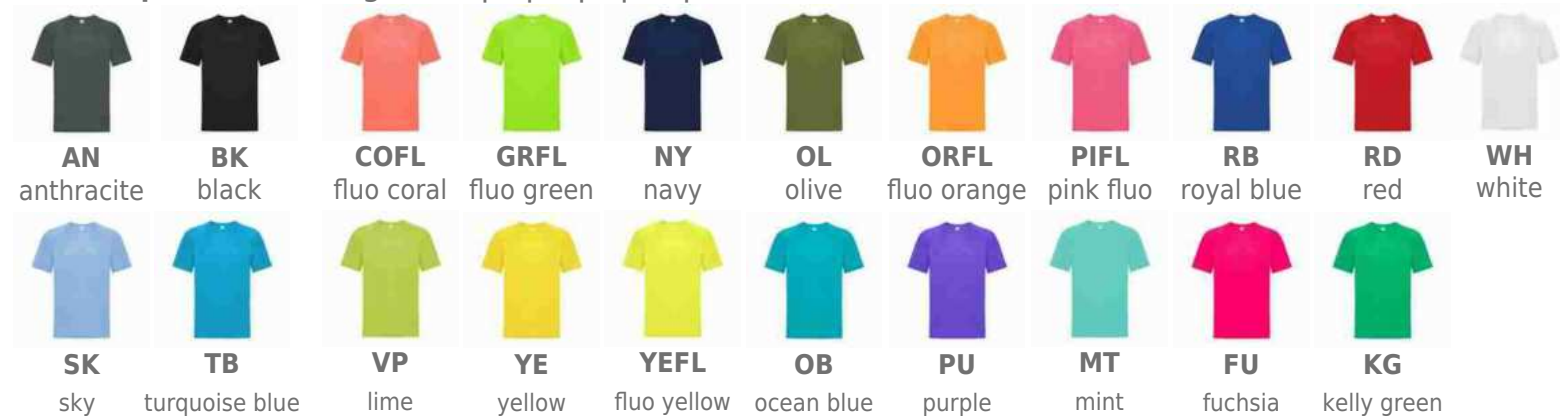 AN BK COFL GRFL NY OL ORFL PIFL RB RD WH
anthracite black fluo coral fluo green navy olive fluo orange pink fluo royal blue red white
SK TB VP YE YEFL OB PU MT FU KG
sky turquoise blue lime yellow fluo yellow ocean blue purple mint fuchsia kelly green